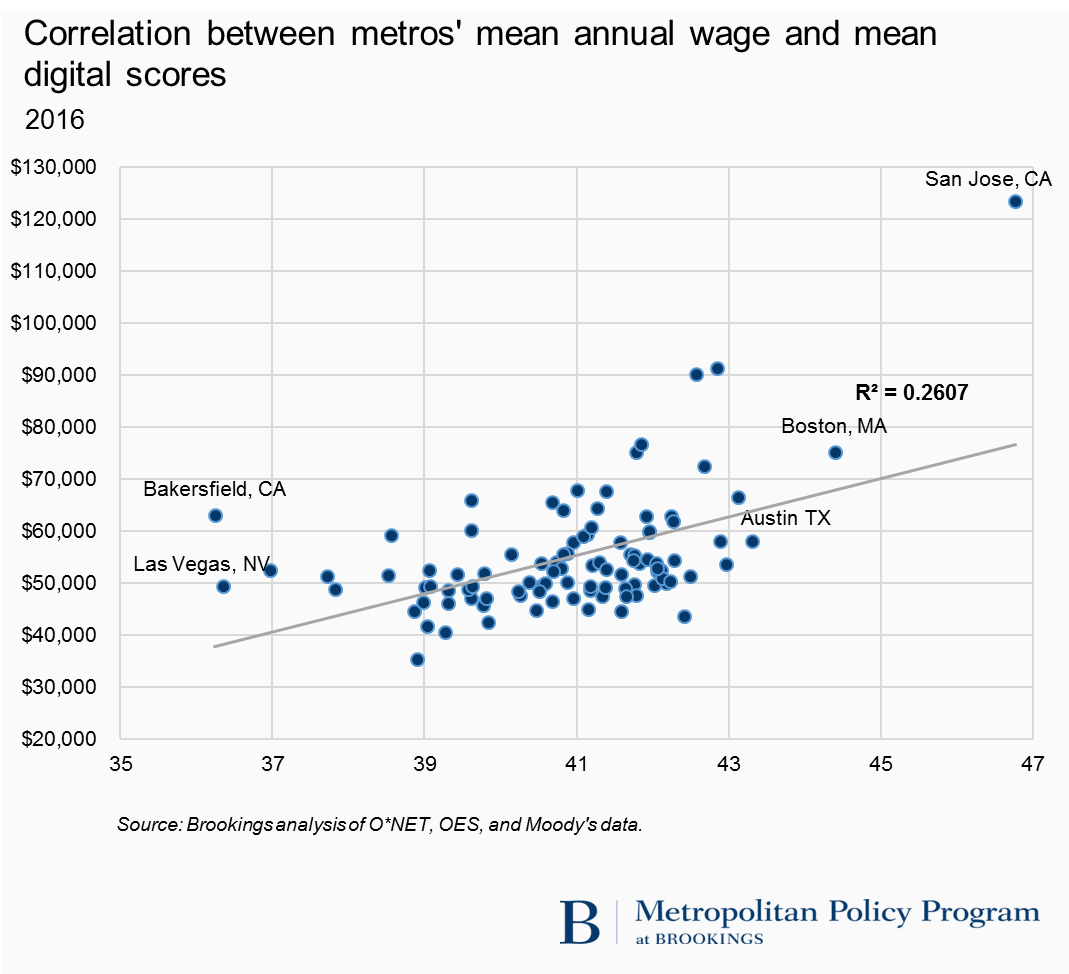 Correlation between metros' mean annual wage and mean
digital scores
2016
$130,000
$120,000
$110,000
$100,000
$90,000
$80,000
$70,000
$60,000
$50,000
$40,000
$30,000
$20,000
San Jose, CA
R² = 0.2607
Boston, MA
Bakersfield, CA
Austin TX
Las Vegas, NV
35
37
39
41
43
45
47
Source: Brookings analysis of O*NET, OES, and Moody's data.
B
Metropolitan Policy Program
at BROOKINGS